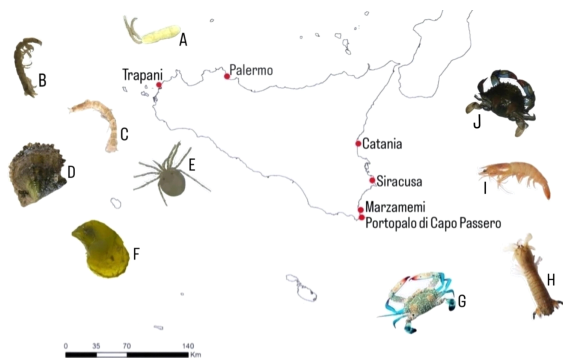 A
B
Trapani
Palermo
C
J
Catania
D
E
I
Siracusa
Marzamemi
Portopalo di Capo Passero
F
H
G
0 35 70 140
Km